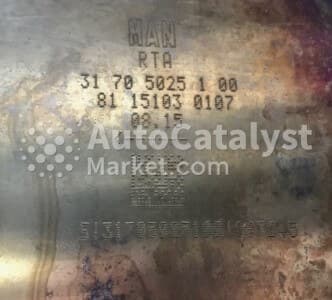 MAN
RTA
31 70 5025 1 00
81 15103 0107
08 15
AutoCatalyst
Market.com